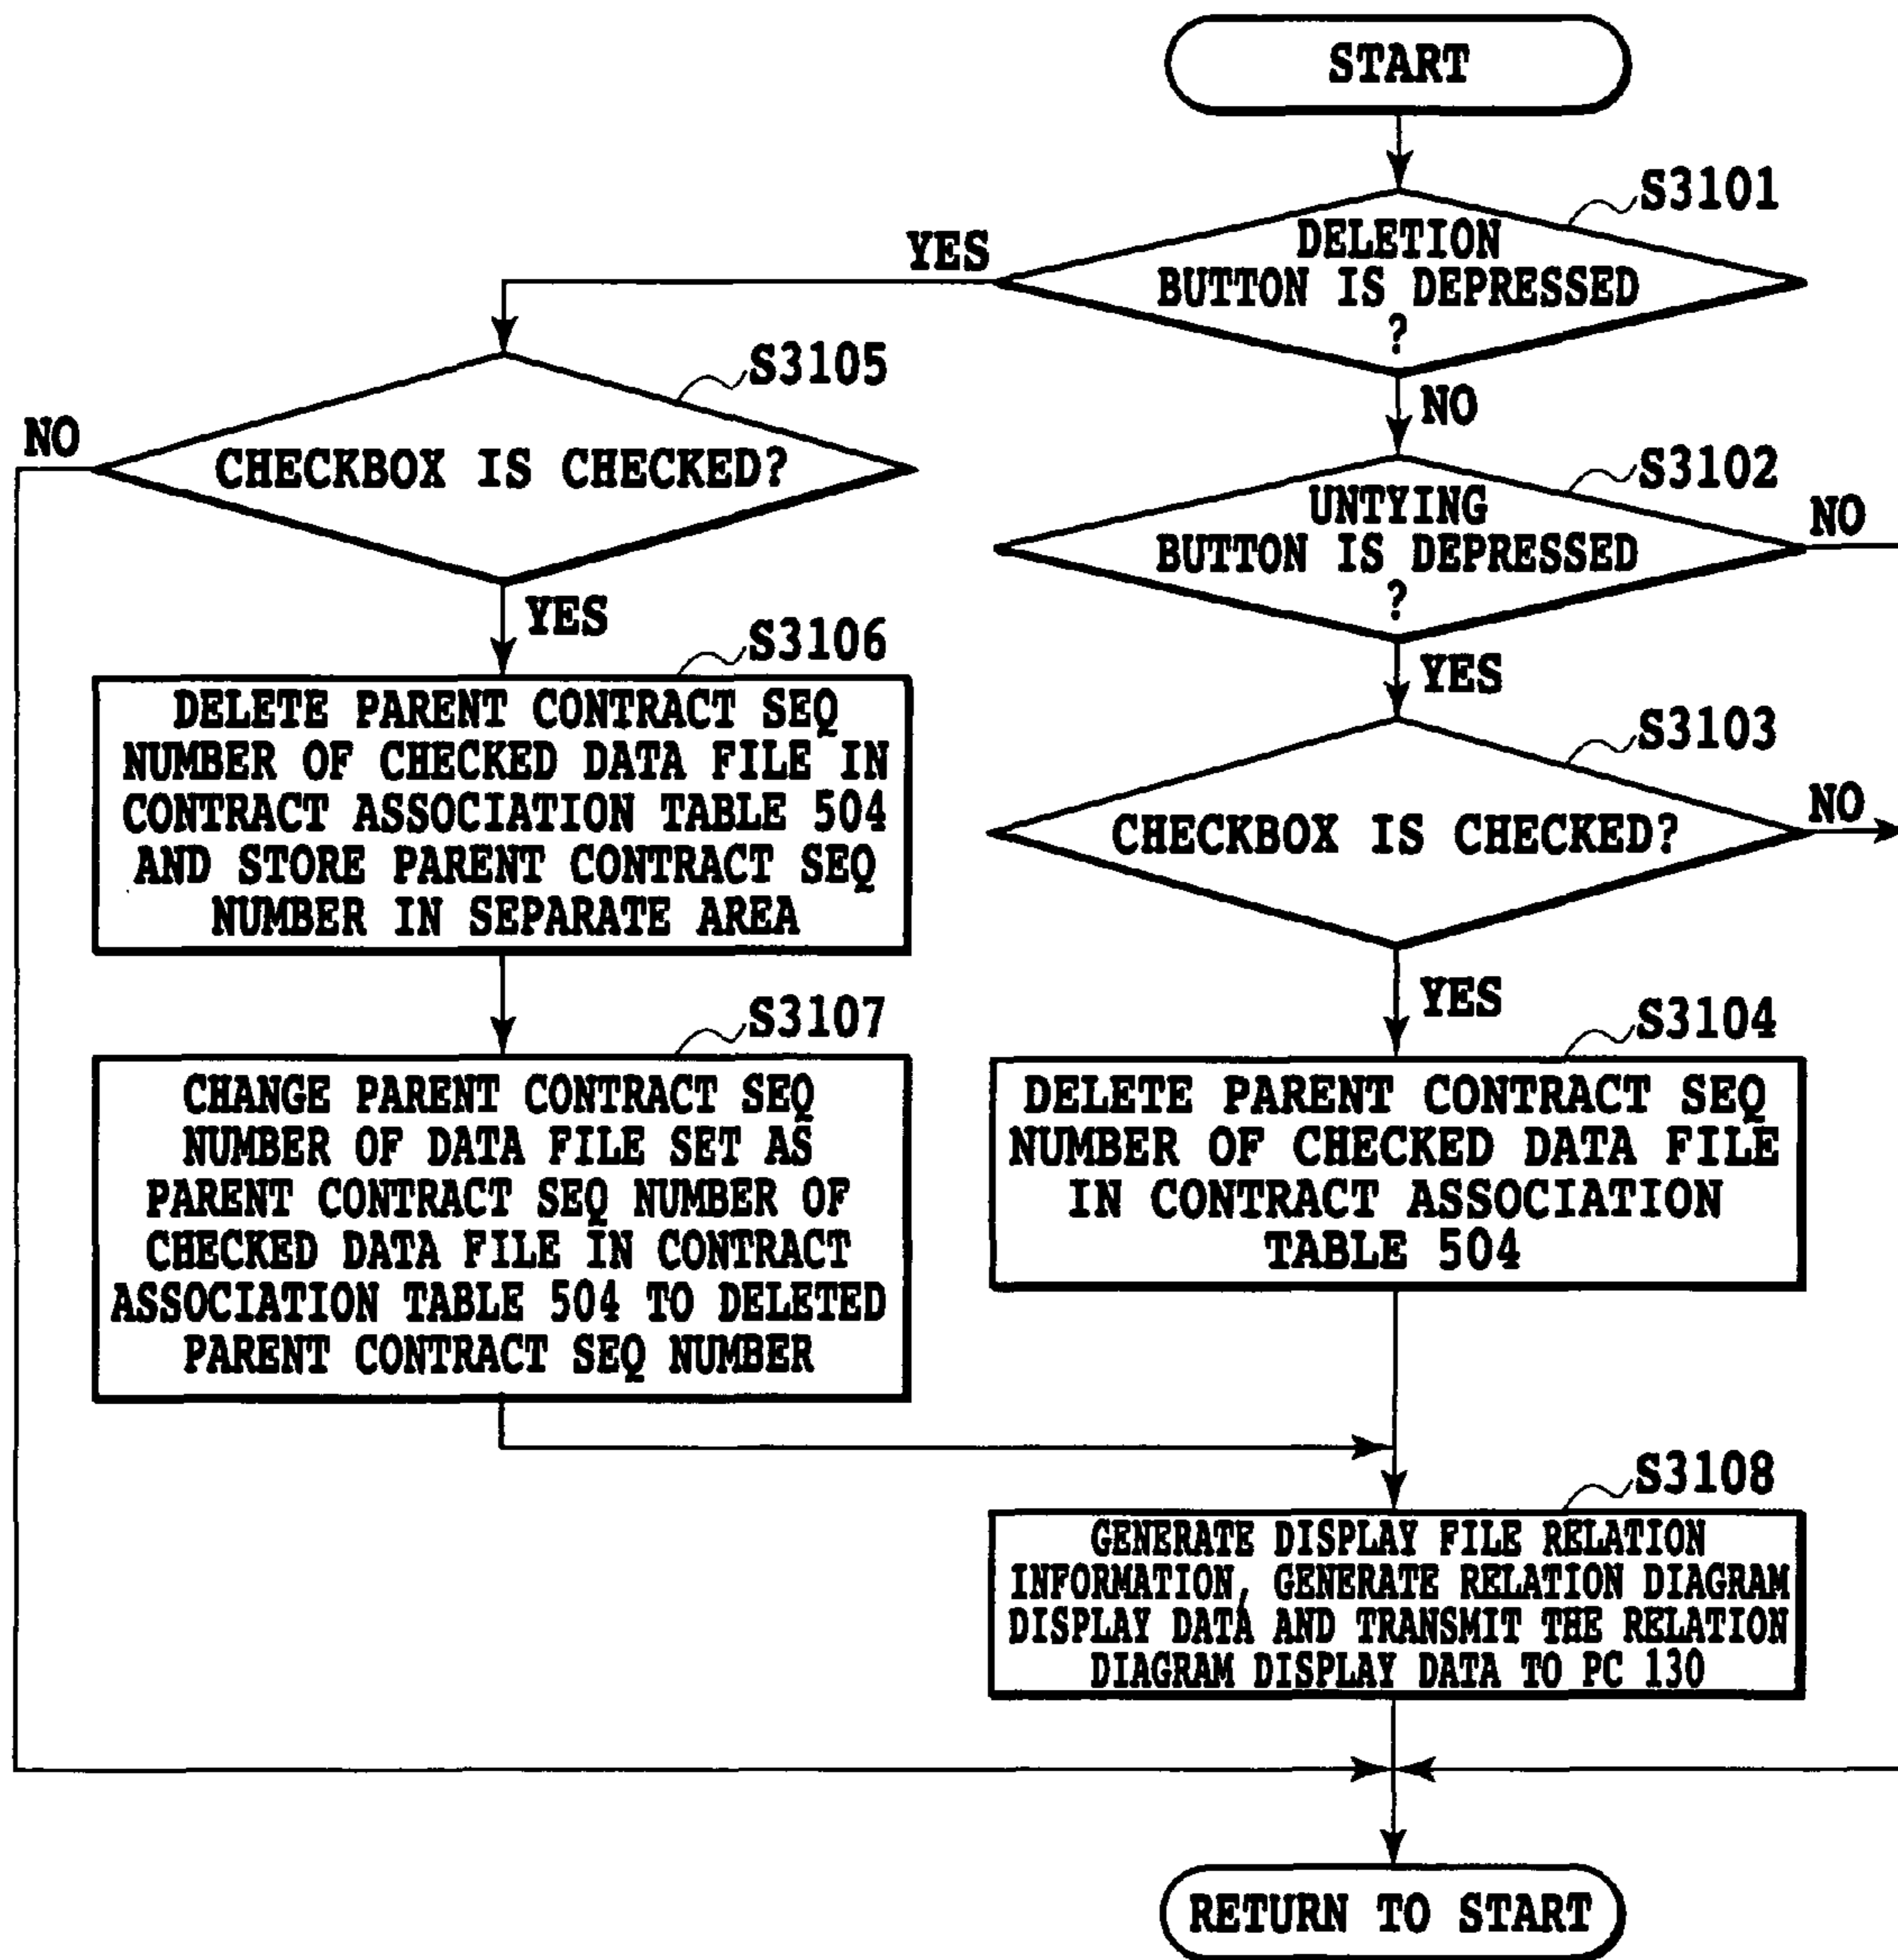 START
S3101
DELETION
BUTTON IS DEPRESSED
?
YES
NO
S3105
CHECKBOX IS CHECKED?
NO
YES
S3102
UNTYING
BUTTON IS DEPRESSED
?
NO
YES
S3106
DELETE PARENT CONTRACT SEQ
NUMBER OF CHECKED DATA FILE IN
CONTRACT ASSOCIATION TABLE 504
AND STORE PARENT CONTRACT SEQ
NUMBER IN SEPARATE AREA
S3103
CHECKBOX IS CHECKED?
NO
YES
S3107
CHANGE PARENT CONTRACT SEQ
NUMBER OF DATA FILE SET AS
PARENT CONTRACT SEQ NUMBER OF
CHECKED DATA FILE IN CONTRACT
ASSOCIATION TABLE 504 TO DELETED
PARENT CONTRACT SEQ NUMBER
S3104
DELETE PARENT CONTRACT SEQ
NUMBER OF CHECKED DATA FILE
IN CONTRACT ASSOCIATION
TABLE 504
S3108
GENERATE DISPLAY FILE RELATION
INFORMATION, GENERATE RELATION DIAGRAM
DISPLAY DATA AND TRANSMIT THE RELATION
DIAGRAM DISPLAY DATA TO PC 130
RETURN TO START